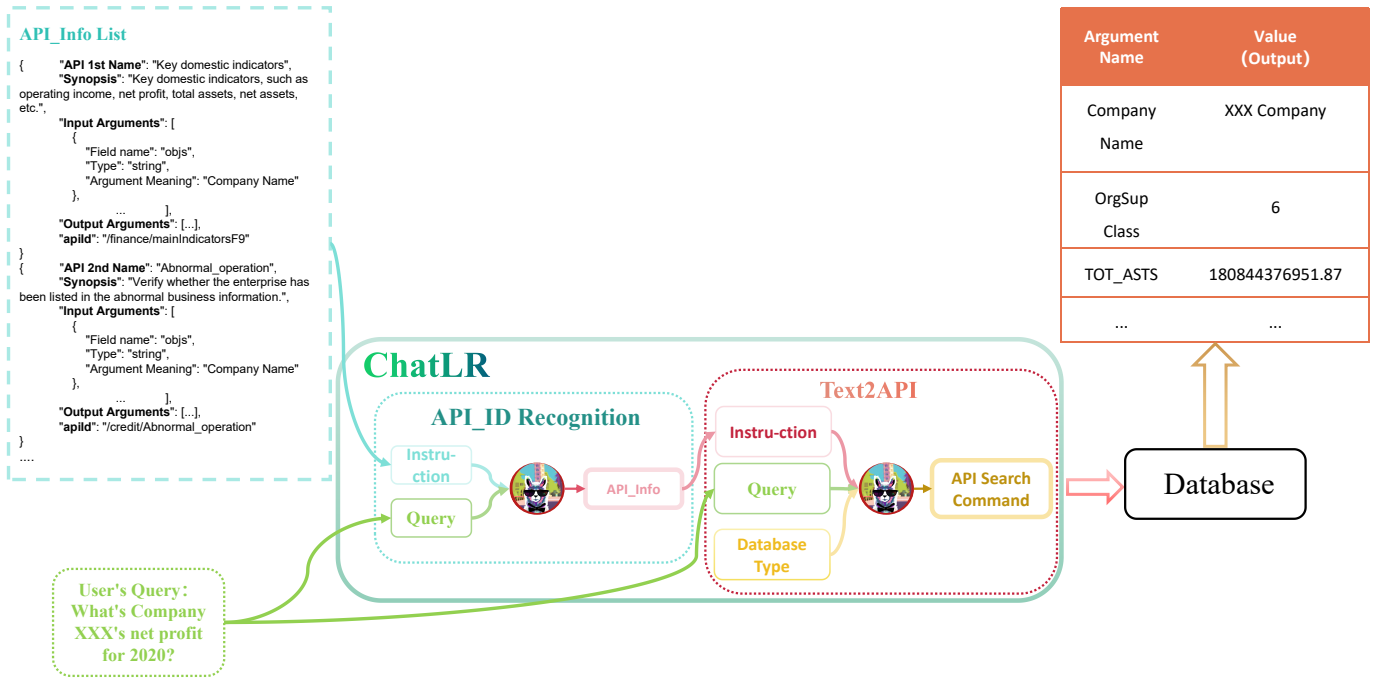 API_Info List
{ "API 1st Name": "Key domestic indicators",
"Synopsis": "Key domestic indicators, such as
operating income, net profit, total assets, net assets,
etc.",
"Input Arguments": [
{
"Field name": "objs",
"Type": "string",
"Argument Meaning": "Company Name"
},
... ],
"Output Arguments": [...],
"apiId": "/finance/mainIndicatorsF9"
}
{ "API 2nd Name": "Abnormal_operation",
"Synopsis": "Verify whether the enterprise has
been listed in the abnormal business information.",
"Input Arguments": [
{
"Field name": "objs",
"Type": "string",
"Argument Meaning": "Company Name"
},
... ],
"Output Arguments": [...],
"apiId": "/credit/Abnormal_operation"
}
....
User's Query:
What's Company
XXX's net profit
for 2020?
ChatLR
API_ID Recognition
Instru-
ction
Query
API_Info
Text2API
Instru-ction
Query
Database
Type
API Search
Command
Database
Argument
Name
Value
(Output)
Company
Name
XXX Company
OrgSup
Class
6
TOT_ASTS
180844376951.87
...
...